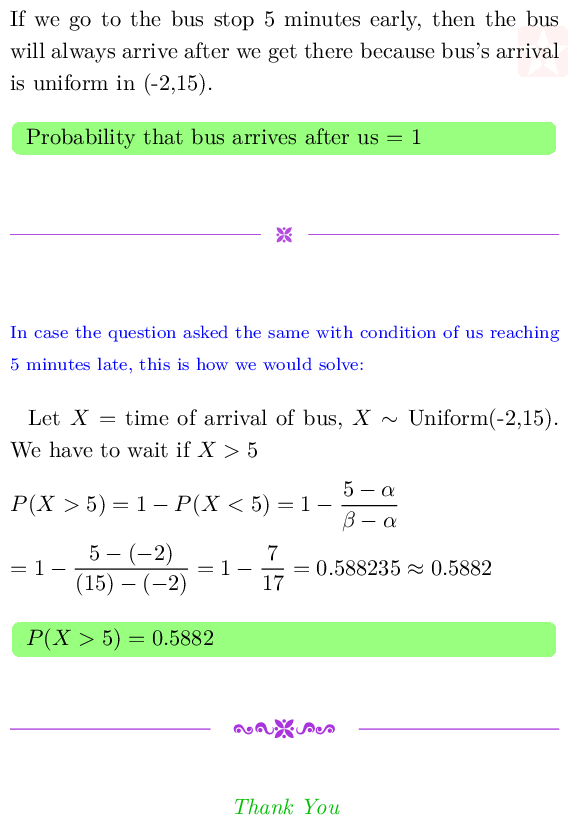 If we go to the bus stop 5 minutes early, then the bus
will always arrive after we get there because bus's arrival
is uniform in (-2,15).
Probability that bus arrives after us = 1
In case the question asked the same with condition of us reaching
5 minutes late, this is how we would solve:
Let X = time of arrival of bus, X ∼ Uniform(-2,15).
We have to wait if X > 5
P(X > 5) = 1 − P(X < 5) = 1 − \frac{5 − α}{β − α}
= 1 − \frac{5 − (−2)}{(15) − (−2)} = 1 − \frac{7}{17} = 0.588235 ≈ 0.5882
P(X > 5) = 0.5882
Thank You